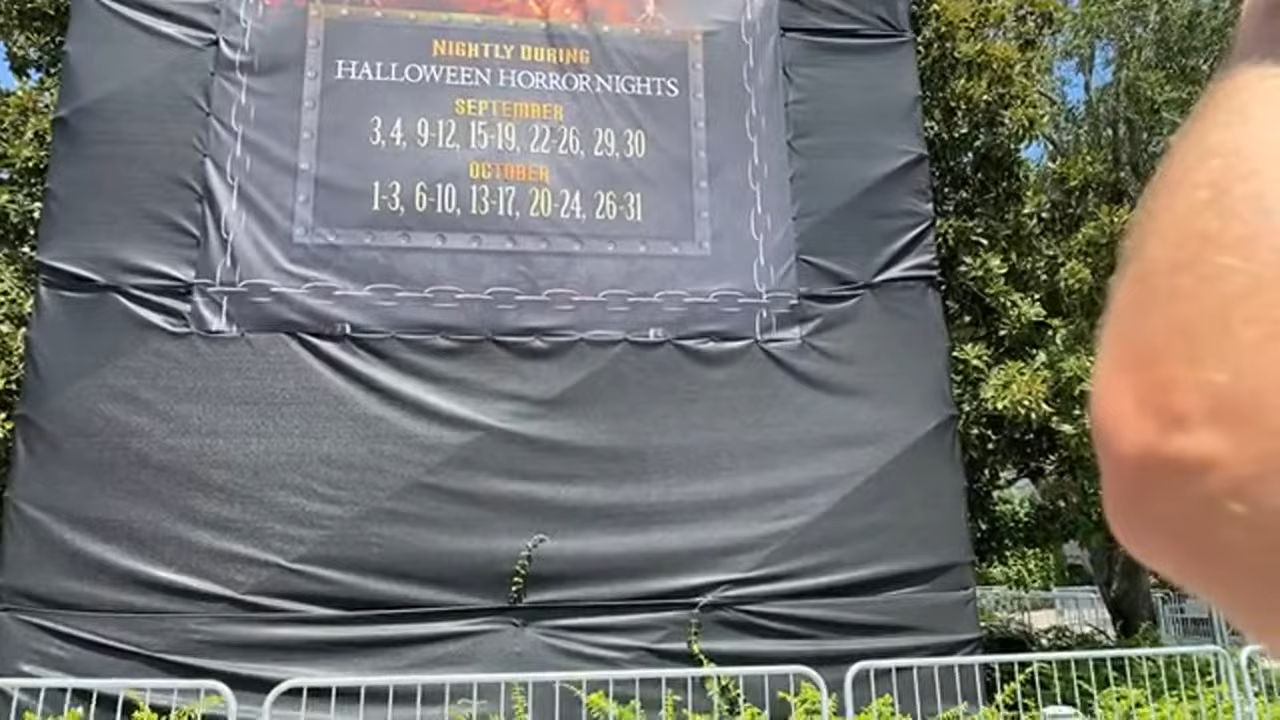 NIGHTLY DURING
HALLOWEEN HORROR NIGHTS
SEPTEMBER
3, 4, 9-12, 15-19, 22-26, 29, 30
OCTOBER
1-3, 6-10, 13-17, 20-24, 26-31